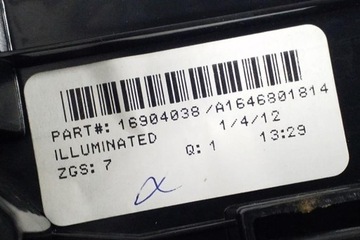 PART#: 16904038/A1646801814
ILLUMINATED 1/4/12
ZGS: 7 Q: 1 13:29